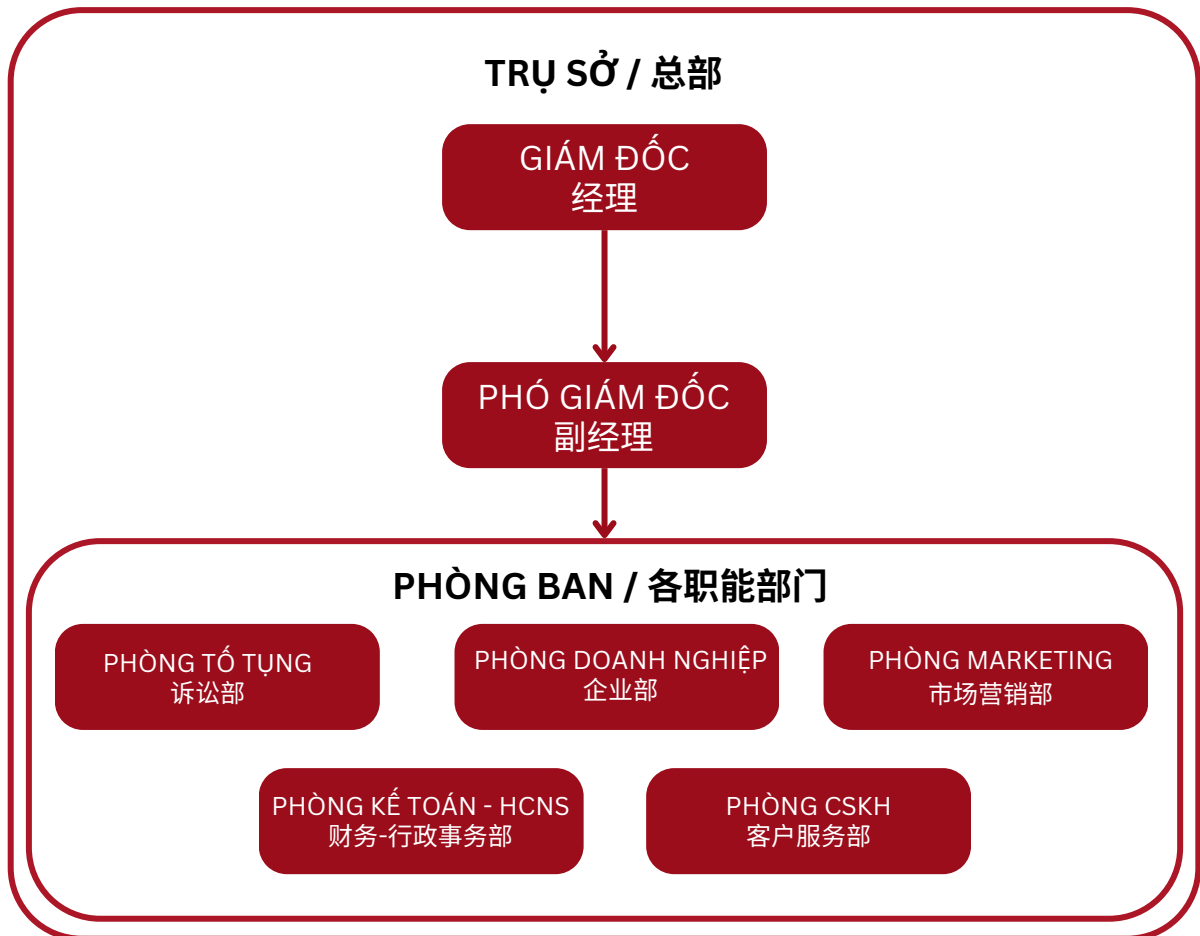 TRỤ SỞ / 总部
GIÁM ĐỐC
经理
PHÓ GIÁM ĐỐC
副经理
PHÒNG BAN / 各职能部门
PHÒNG TỐ TỤNG
诉讼部
PHÒNG DOANH NGHIỆP
企业部
PHÒNG MARKETING
市场营销部
PHÒNG KẾ TOÁN - HCNS
财务-行政事务部
PHÒNG CSKH
客户服务部